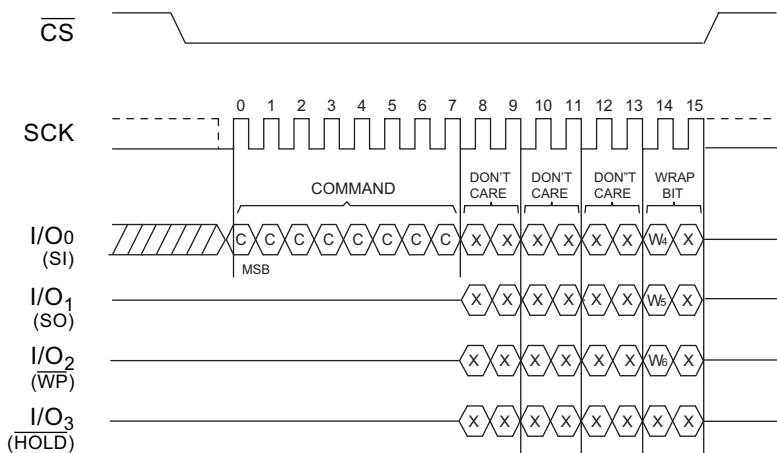 CS
0 1 2 3 4 5 6 7 8 9 10 11 12 13 14 15
SCK
COMMAND
DON'T CARE
DON'T CARE
DON"T CARE
WRAP BIT
I/O0 C C C C C C C C X X X X X X W4 X
(SI)
MSB
I/O1 X X X X X X W5 X
(SO)
I/O2 X X X X X X W6 X
(WP)
I/O3 X X X X X X X X
(HOLD)